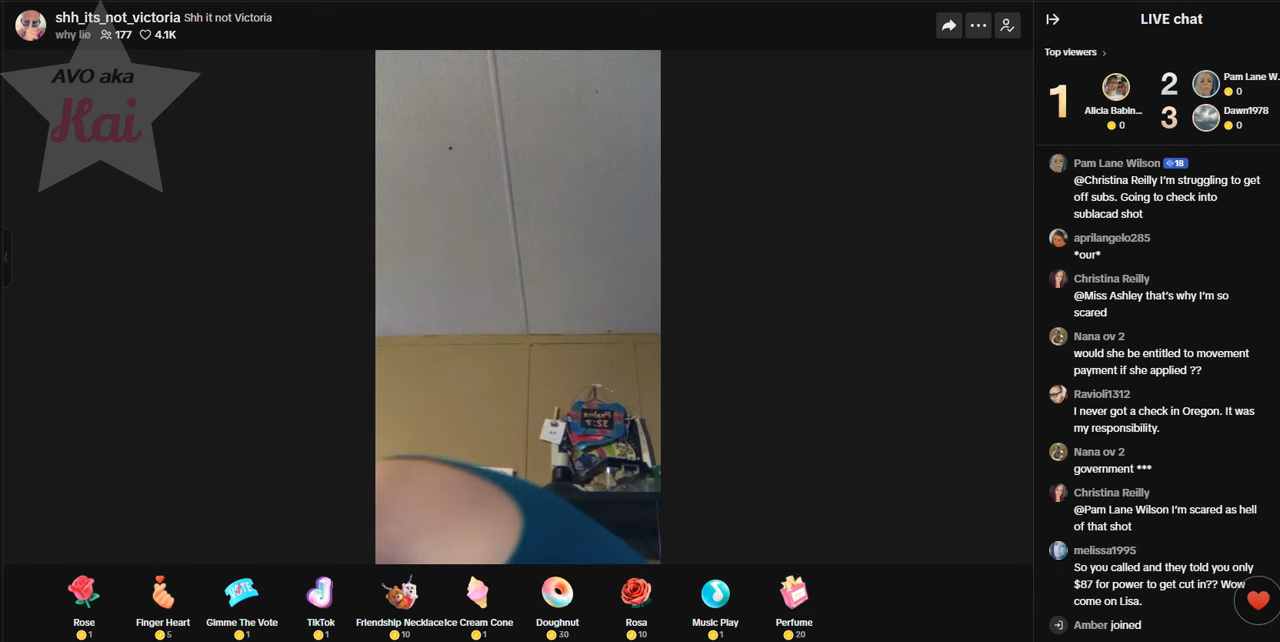 shh_its_not_victoria Shh it not Victoria
why lie 177 4.1K
AVO aka
Kai
LIVE chat
Top viewers
1
Alicia Babin...
0
2
Pam Lane W...
0
3
Dawn1978
0
Pam Lane Wilson 18
@Christina Reilly I'm struggling to get
off subs. Going to check into
sublacad shot
aprilangelo285
*our*
Christina Reilly
@Miss Ashley that's why I'm so
scared
Nana ov 2
would she be entitled to movement
payment if she applied ??
Ravioli1312
I never got a check in Oregon. It was
my responsibility.
Nana ov 2
government ***
Christina Reilly
@Pam Lane Wilson I'm scared as hell
of that shot
melissa1995
So you called and they told you only
$87 for power to get cut in?? Wow
come on Lisa.
Amber joined
Psalms
32:7
VOTE
Rose Finger Heart Gimme The Vote TikTok Friendship Necklace Ice Cream Cone Doughnut Rosa Music Play Perfume
1 5 1 1 10 1 30 10 1 20